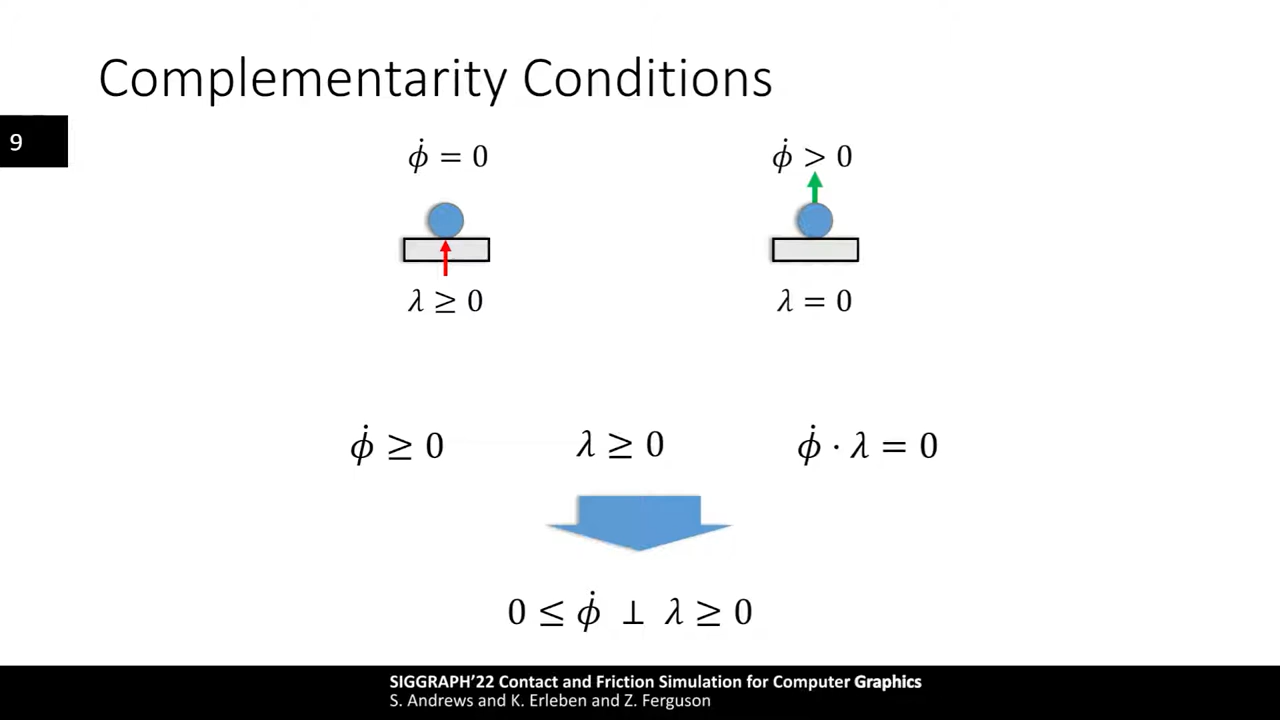 Complementarity Conditions
9
ϕ̇ = 0
ϕ̇ > 0
λ ≥ 0
λ = 0
ϕ̇ ≥ 0 λ ≥ 0 ϕ̇ · λ = 0
0 ≤ ϕ̇ ⊥ λ ≥ 0
SIGGRAPH'22 Contact and Friction Simulation for Computer Graphics
S. Andrews and K. Erleben and Z. Ferguson